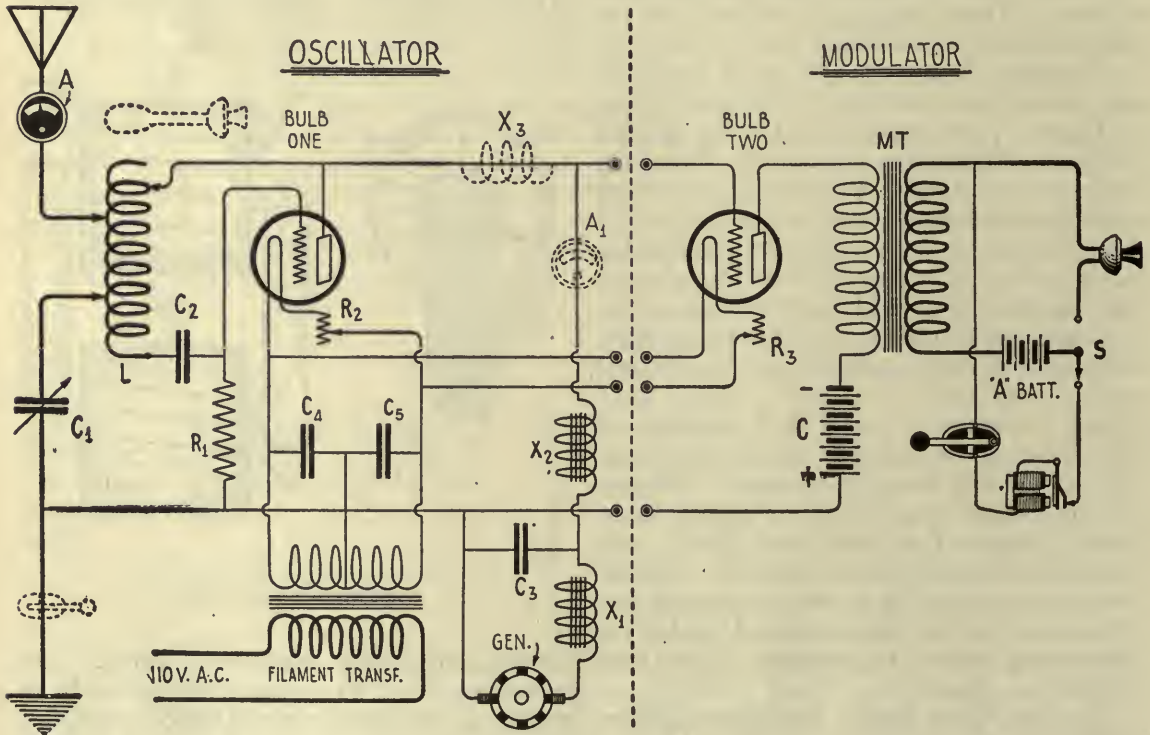 OSCILLATOR
MODULATOR
A
BULB
ONE
X3
BULB
TWO
MT
A1
C2
R2
L
R3
S
"A" BATT.
C1
R1
C4
C5
X2
-
C
+
C3
X1
GEN.
110 V. A.C.
FILAMENT TRANSF.